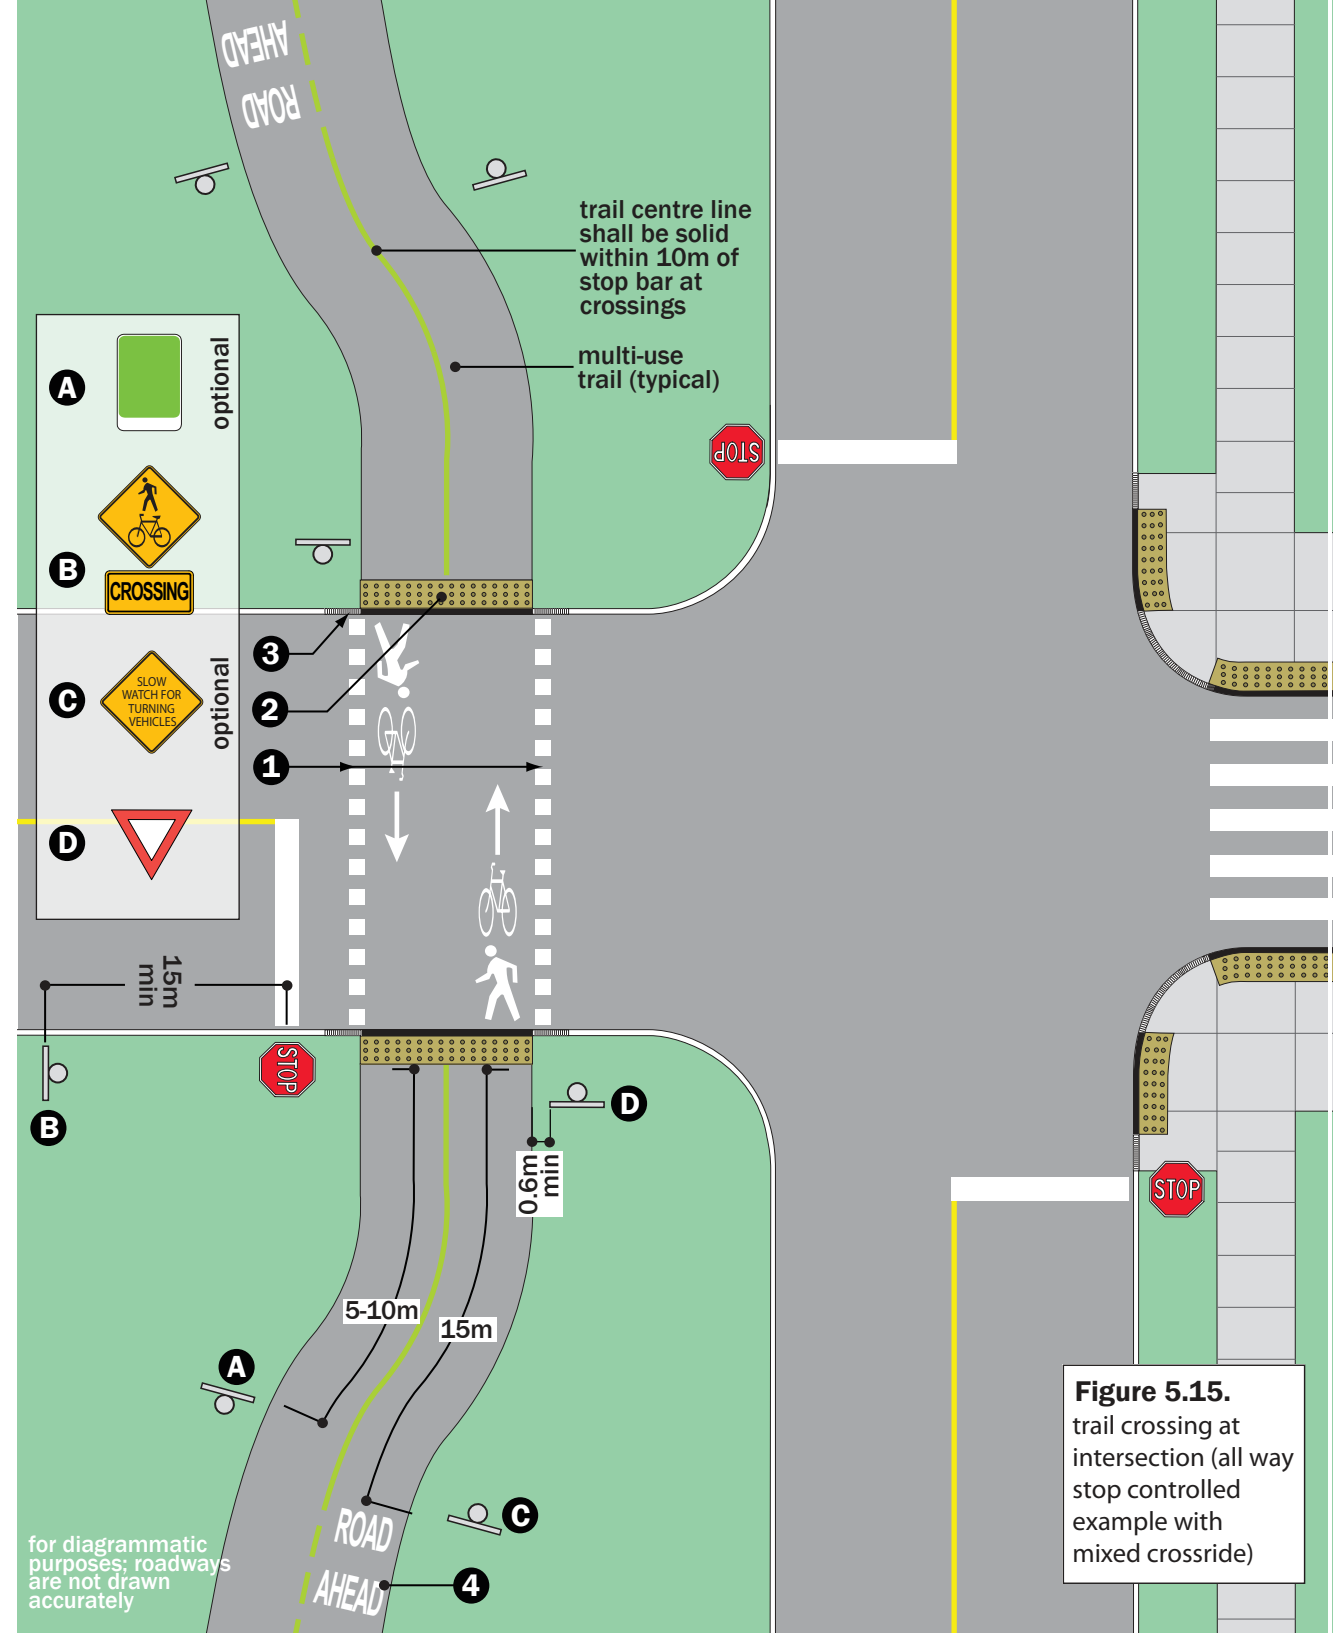 AHEAD
ROAD
trail centre line
shall be solid
within 10m of
stop bar at
crossings
multi-use
trail (typical)
STOP
A
optional
B
CROSSING
C
SLOW
WATCH FOR
TURNING
VEHICLES
optional
D
3
2
1
15m
min
STOP
B
D
0.6m
min
STOP
5-10m
15m
A
C
ROAD
AHEAD
4
Figure 5.15.
trail crossing at
intersection (all way
stop controlled
example with
mixed crossride)
for diagrammatic
purposes; roadways
are not drawn
accurately